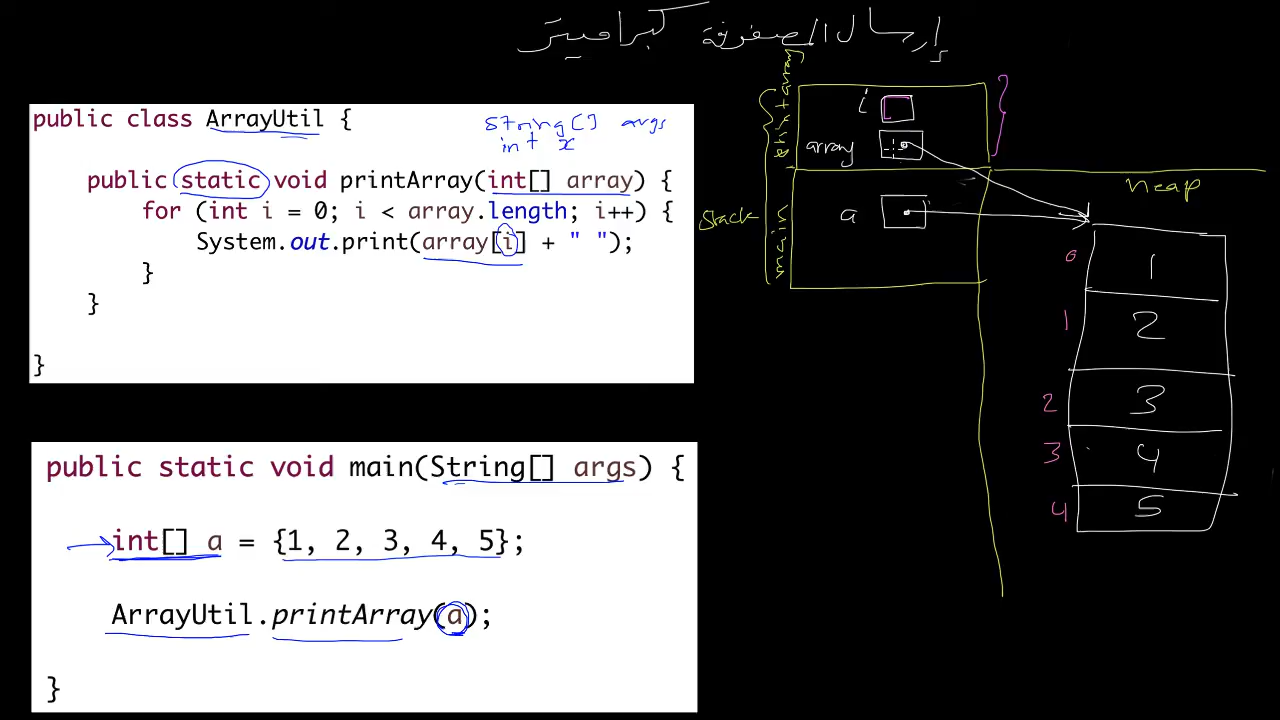 إرسال المصفوفة كبراميتر
public class ArrayUtil {
String[] args
int x
public static void printArray(int[] array) {
for (int i = 0; i < array.length; i++) {
System.out.print(array[i] + " ");
}
}
}
public static void main(String[] args) {
int[] a = {1, 2, 3, 4, 5};
ArrayUtil.printArray(a);
}
Print array
i
array
main
a
Stack
heap
0 1
1 2
2 3
3 4
4 5